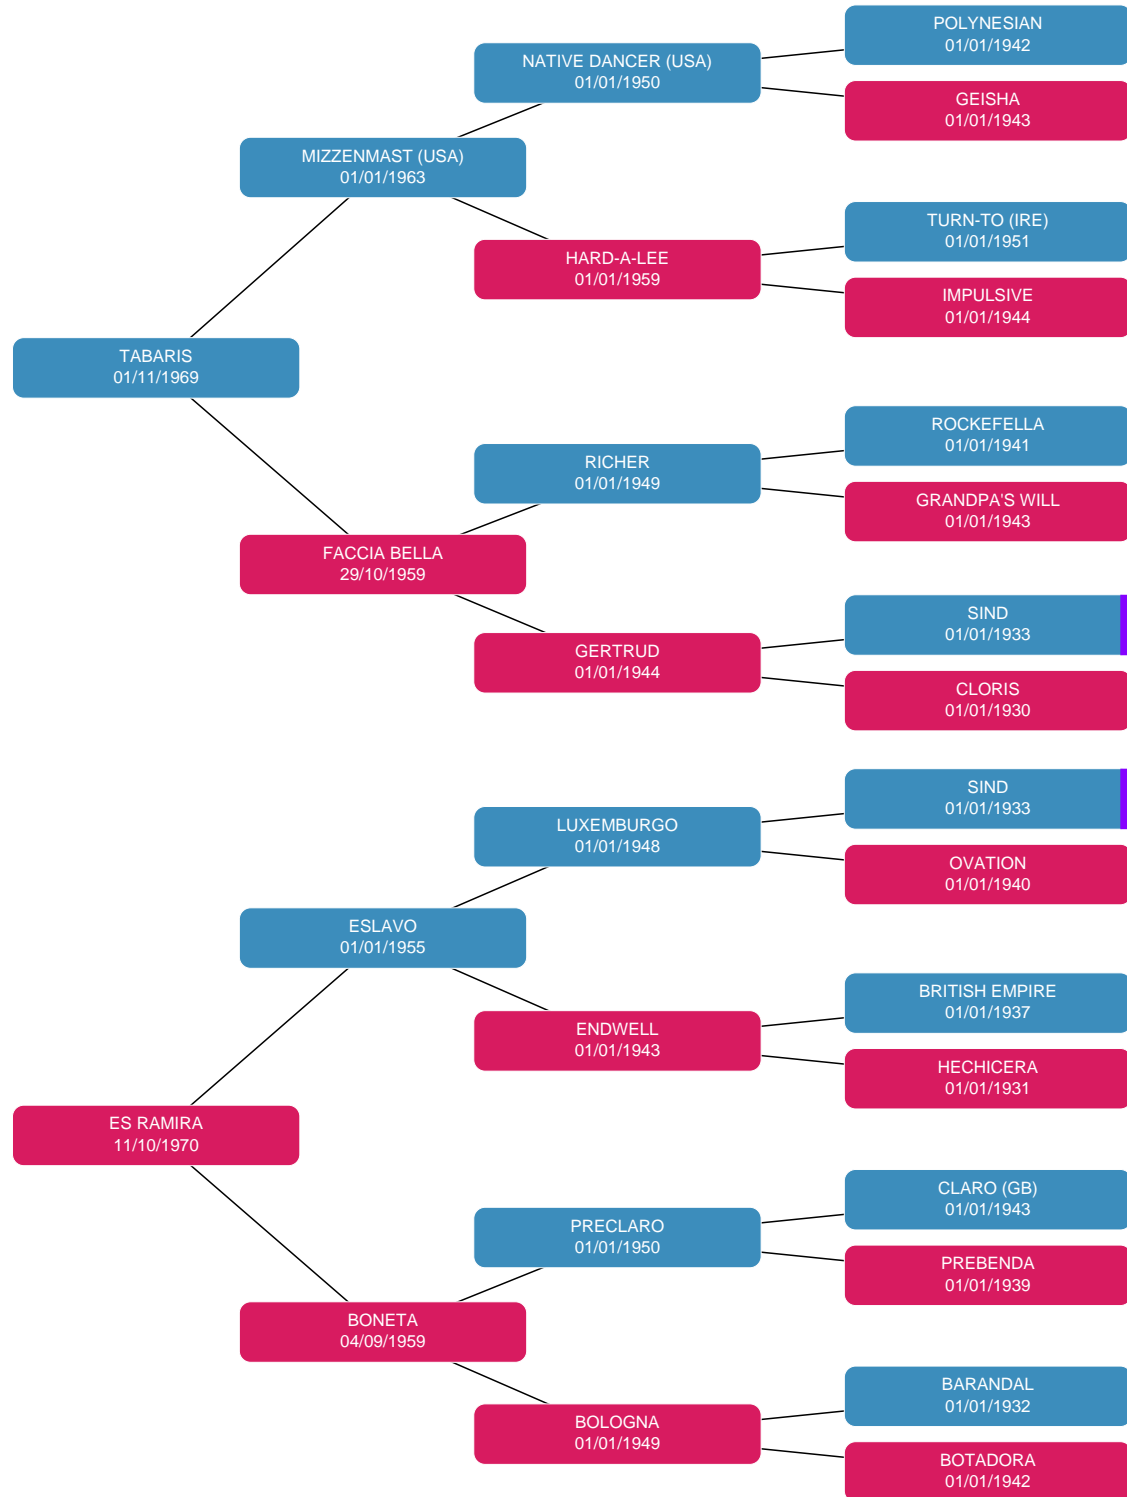 POLYNESIAN
01/01/1942
NATIVE DANCER (USA)
01/01/1950
GEISHA
01/01/1943
MIZZENMAST (USA)
01/01/1963
TURN-TO (IRE)
01/01/1951
HARD-A-LEE
01/01/1959
IMPULSIVE
01/01/1944
TABARIS
01/11/1969
ROCKEFELLA
01/01/1941
RICHER
01/01/1949
GRANDPA'S WILL
01/01/1943
FACCIA BELLA
29/10/1959
SIND
01/01/1933
GERTRUD
01/01/1944
CLORIS
01/01/1930
SIND
01/01/1933
LUXEMBURGO
01/01/1948
OVATION
01/01/1940
ESLAVO
01/01/1955
BRITISH EMPIRE
01/01/1937
ENDWELL
01/01/1943
HECHICERA
01/01/1931
ES RAMIRA
11/10/1970
CLARO (GB)
01/01/1943
PRECLARO
01/01/1950
PREBENDA
01/01/1939
BONETA
04/09/1959
BARANDAL
01/01/1932
BOLOGNA
01/01/1949
BOTADORA
01/01/1942